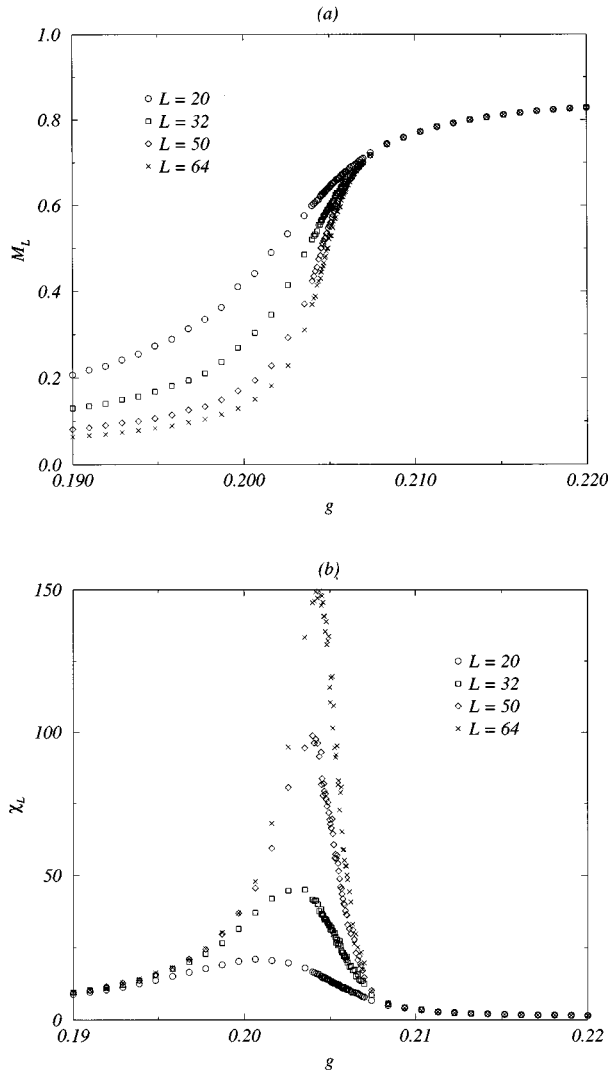 (a)
1.0
L = 20
L = 32
L = 50
L = 64
0.8
0.6
M_L
0.4
0.2
0.0
0.190
0.200
0.210
0.220
g
(b)
150
L = 20
L = 32
L = 50
L = 64
100
χ_L
50
0
0.19
0.20
0.21
0.22
g